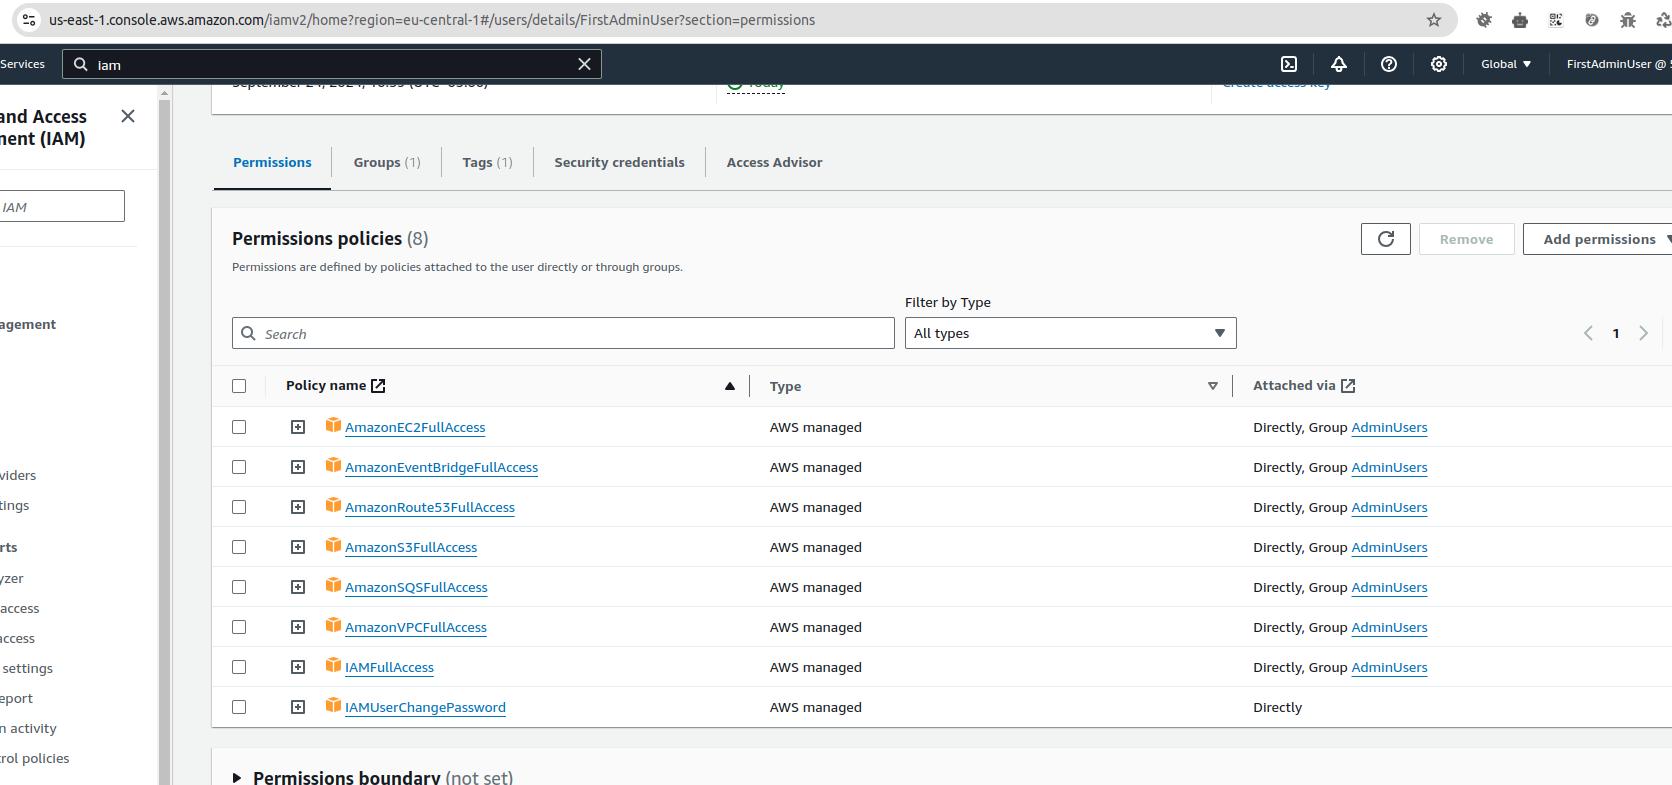 us-east-1.console.aws.amazon.com/iamv2/home?region=eu-central-1#/users/details/FirstAdminUser?section=permissions
Services
iam
Global
FirstAdminUser @
and Access
ment (IAM)
IAM
agement
viders
tings
rts
yzer
access
access
settings
eport
n activity
rol policies
Today
Create access key
Permissions
Groups (1)
Tags (1)
Security credentials
Access Advisor
Permissions policies (8)
Remove
Add permissions
Permissions are defined by policies attached to the user directly or through groups.
Filter by Type
Search
All types
1
Policy name
Type
Attached via
AmazonEC2FullAccess AWS managed Directly, Group AdminUsers
AmazonEventBridgeFullAccess AWS managed Directly, Group AdminUsers
AmazonRoute53FullAccess AWS managed Directly, Group AdminUsers
AmazonS3FullAccess AWS managed Directly, Group AdminUsers
AmazonSQSFullAccess AWS managed Directly, Group AdminUsers
AmazonVPCFullAccess AWS managed Directly, Group AdminUsers
IAMFullAccess AWS managed Directly, Group AdminUsers
IAMUserChangePassword AWS managed Directly
Permissions boundary (not set)